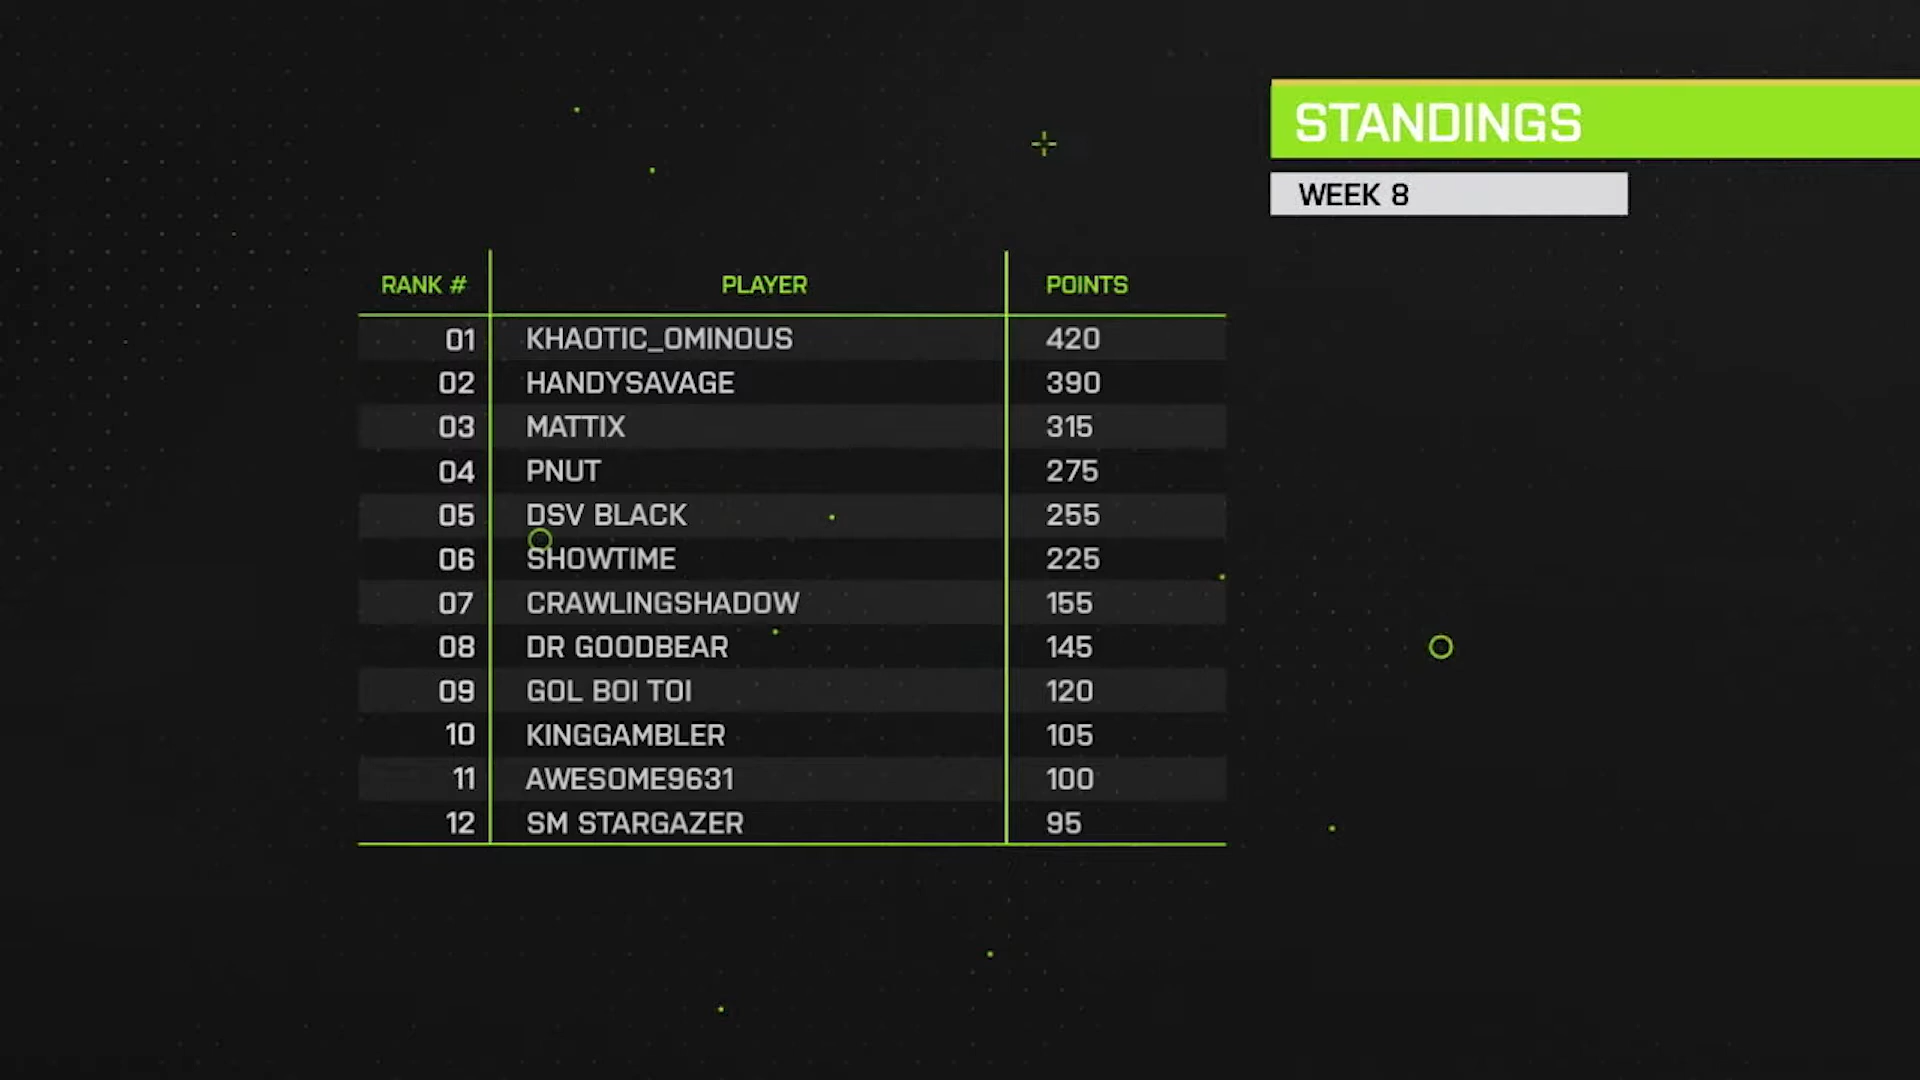 STANDINGS
WEEK 8
RANK # PLAYER POINTS
01 KHAOTIC_OMINOUS 420
02 HANDYSAVAGE 390
03 MATTIX 315
04 PNUT 275
05 DSV BLACK 255
06 SHOWTIME 225
07 CRAWLINGSHADOW 155
08 DR GOODBEAR 145
09 GOL BOI TOI 120
10 KINGGAMBLER 105
11 AWESOME9631 100
12 SM STARGAZER 95